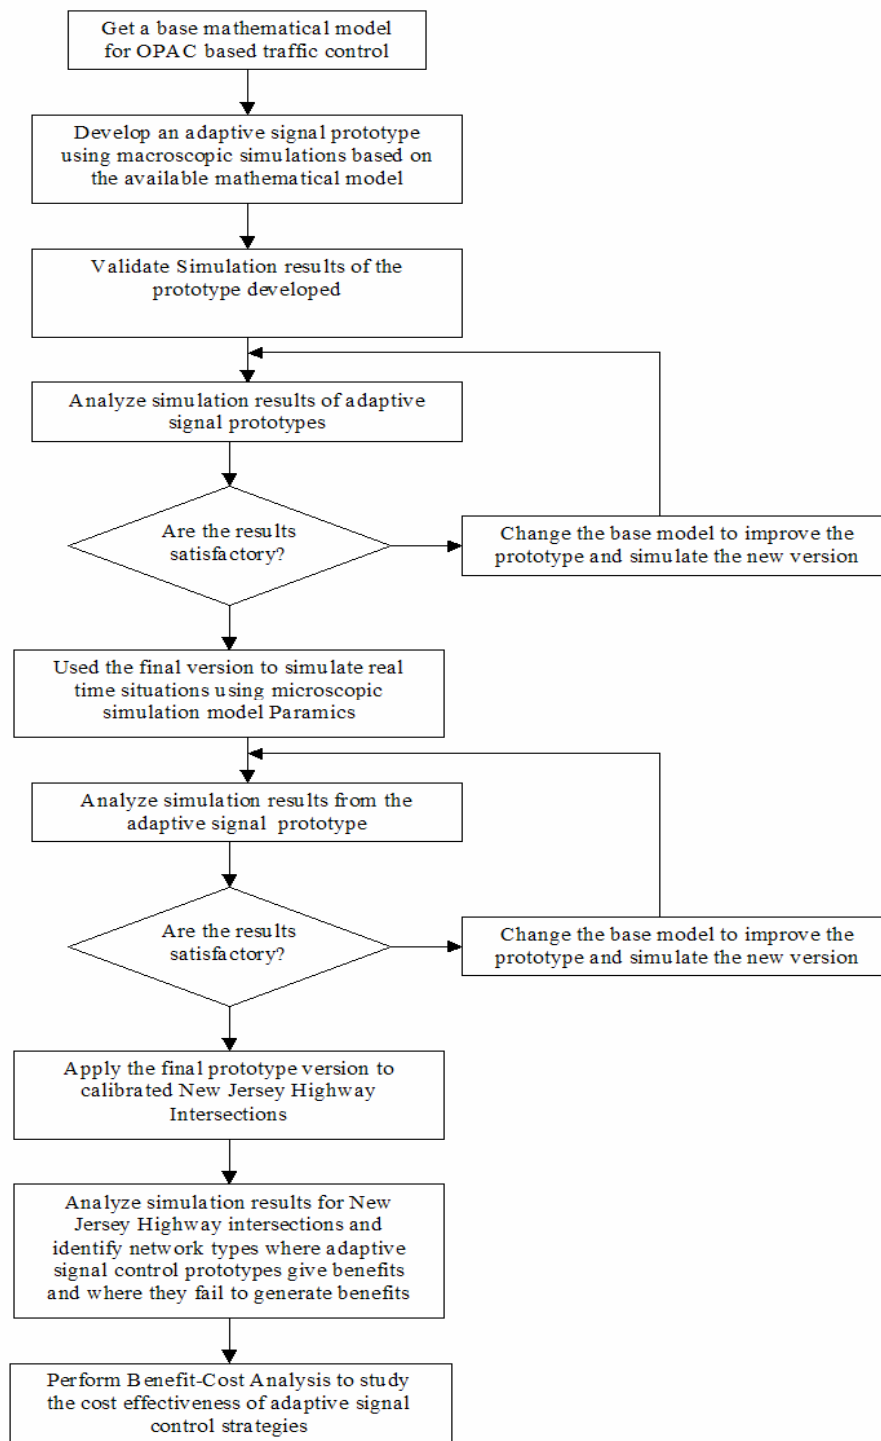 Get a base mathematical model
for OPAC based traffic control
Develop an adaptive signal prototype
using macroscopic simulations based on
the available mathematical model
Validate Simulation results of the
prototype developed
Analyze simulation results of adaptive
signal prototypes
Are the results
satisfactory?
Change the base model to improve the
prototype and simulate the new version
Used the final version to simulate real
time situations using microscopic
simulation model Paramics
Analyze simulation results from the
adaptive signal prototype
Are the results
satisfactory?
Change the base model to improve the
prototype and simulate the new version
Apply the final prototype version to
calibrated New Jersey Highway
Intersections
Analyze simulation results for New
Jersey Highway intersections and
identify network types where adaptive
signal control prototypes give benefits
and where they fail to generate benefits
Perform Benefit-Cost Analysis to study
the cost effectiveness of adaptive signal
control strategies